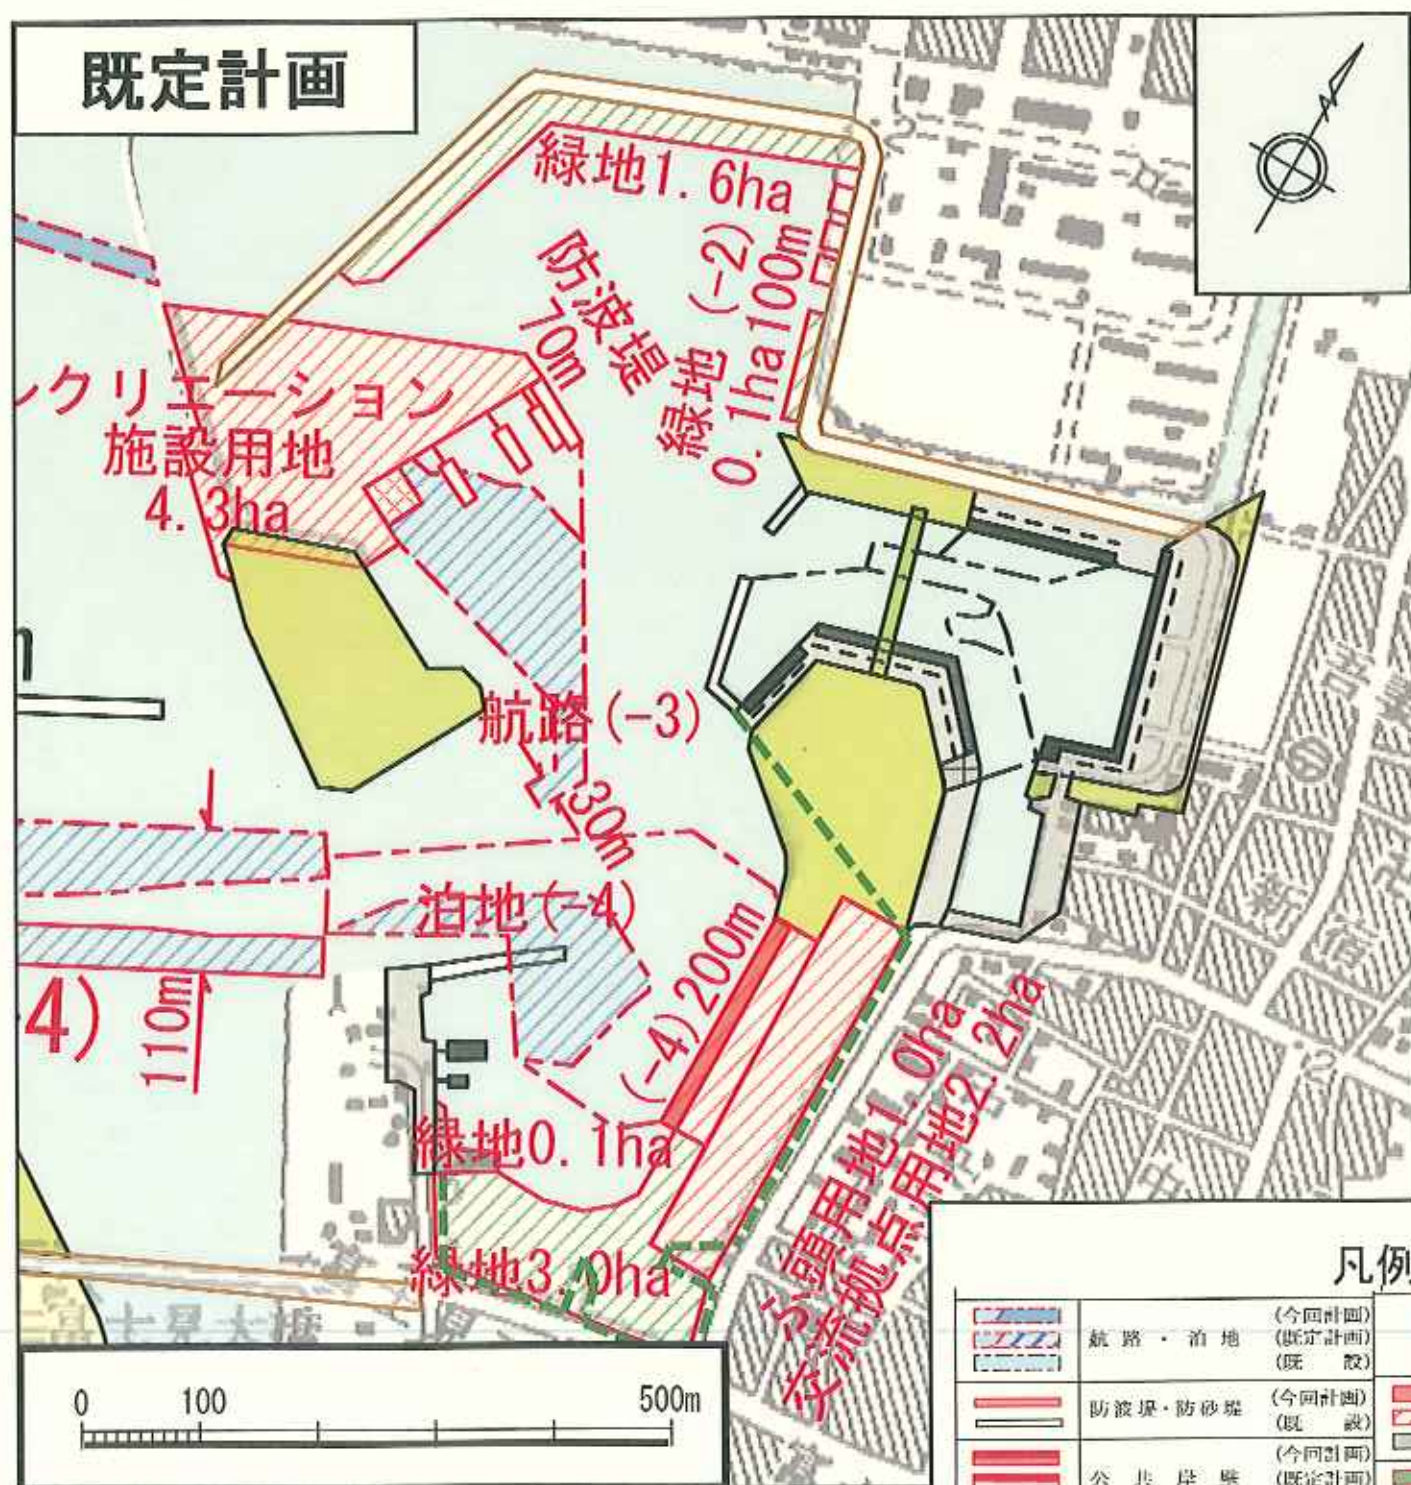 既定計画
緑地1.6ha
防波堤
70m
緑地 (-2)
0.1ha100m
レクリエーション
施設用地
4.3ha
航路(-3)
30m
泊地(-4)
(-4)200m
4)
110m
緑地0.1ha
緑地3.0ha
ふ頭用地1.0ha
交流拠点用地2.2ha
新宿
0 100 500m
凡例
航路・泊地
(今回計画)
(既定計画)
(既 設)
防波堤・防砂堤
(今回計画)
(既 設)
公共岸壁
(今回計画)
(既定計画)